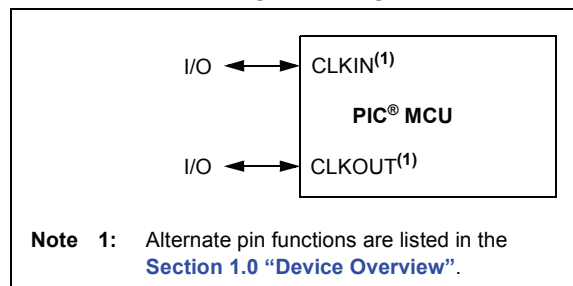 I/O CLKIN(1)
PIC® MCU
I/O CLKOUT(1)
Note 1: Alternate pin functions are listed in the
Section 1.0 “Device Overview”.